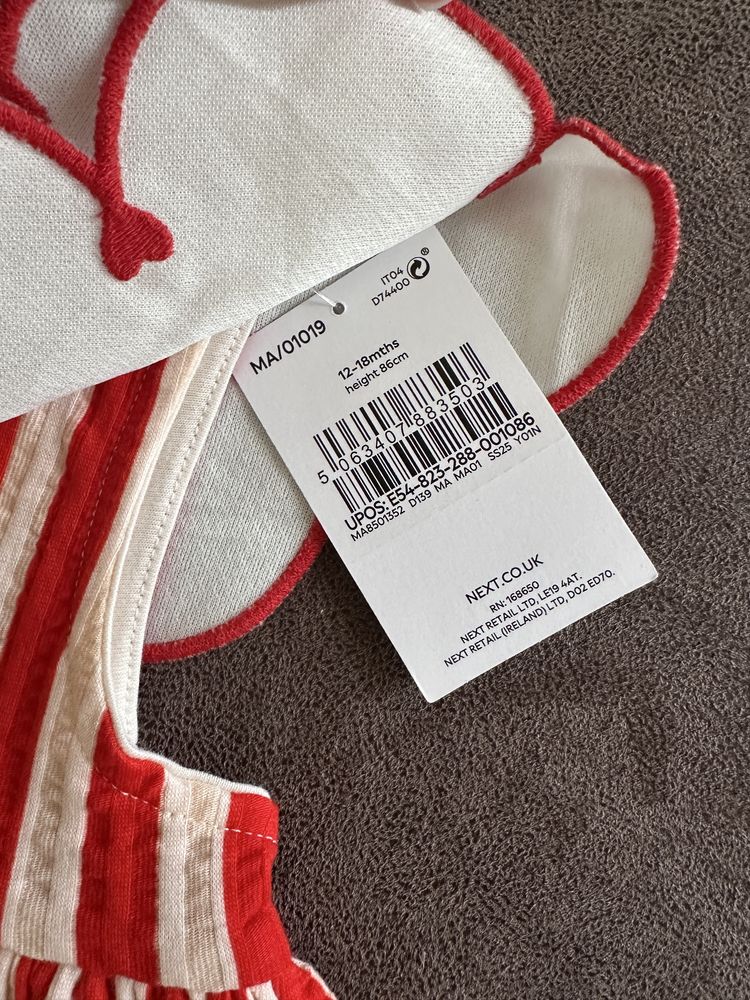 IT04
D74400 ®
MA/01019
12-18mths
height 86cm
5 063407 883503
UPOS: E54-823-288-001086
MA8501352 D139 MA MA01 SS25 Y01N
NEXT.CO.UK
RN: 168650
NEXT RETAIL LTD, LE19 4AT.
NEXT RETAIL (IRELAND) LTD, D02 ED70.